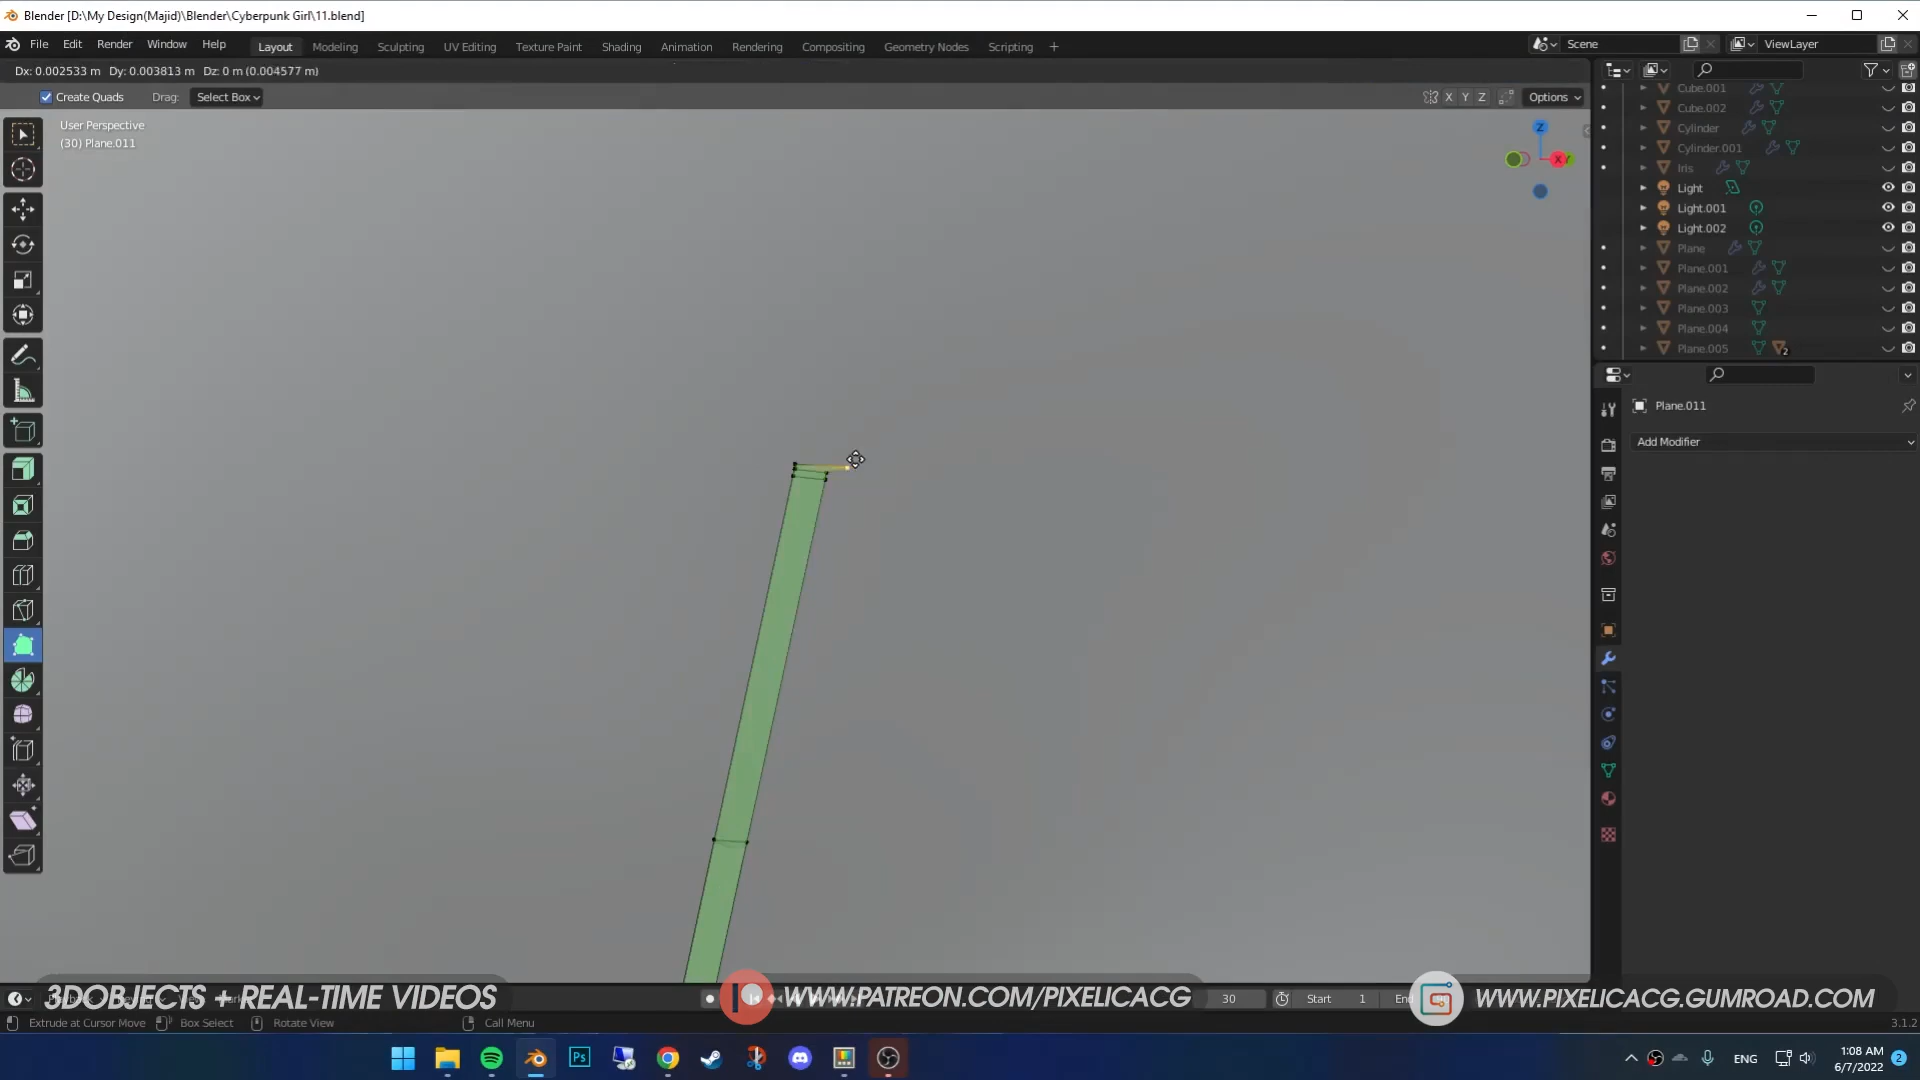 Blender [D:\My Design(Majid)\Blender\Cyberpunk Girl\11.blend]
File Edit Render Window Help
Layout Modeling Sculpting UV Editing Texture Paint Shading Animation Rendering Compositing Geometry Nodes Scripting +
Scene
ViewLayer
Dx: 0.002533 m Dy: 0.003813 m Dz: 0 m (0.004577 m)
Create Quads Drag: Select Box
X Y Z Options
User Perspective
(30) Plane.011
Z
X Y
Cube.001
Cube.002
Cylinder
Cylinder.001
Iris
Light
Light.001
Light.002
Plane
Plane.001
Plane.002
Plane.003
Plane.004
Plane.005 2
Plane.011
Add Modifier
3DOBJECTS + REAL-TIME VIDEOS
WWW.PATREON.COM/PIXELICACG
30 Start 1 End
WWW.PIXELICACG.GUMROAD.COM
Extrude at Cursor Move Box Select Rotate View Call Menu
3.1.2
Ps
ENG
1:08 AM
6/7/2022
2